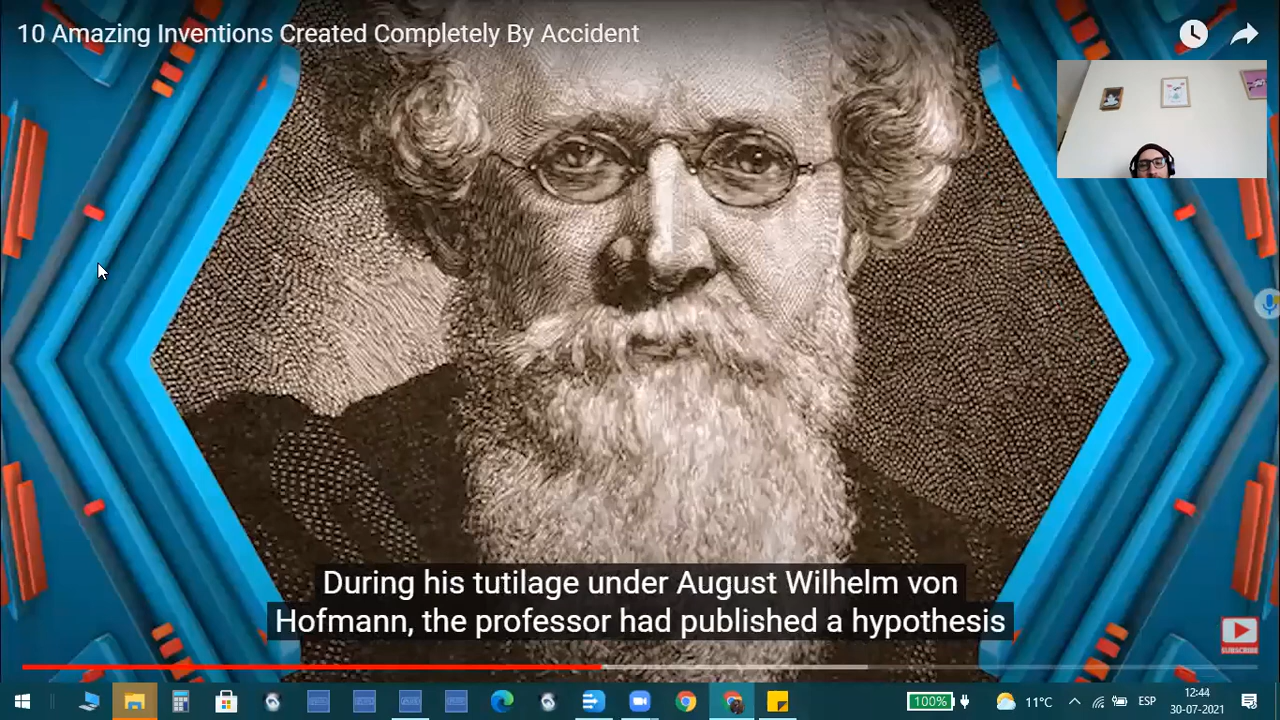 10 Amazing Inventions Created Completely By Accident
During his tutilage under August Wilhelm von
Hofmann, the professor had published a hypothesis
SUBSCRIBE
100%
11°C
ESP
12:44
30-07-2021